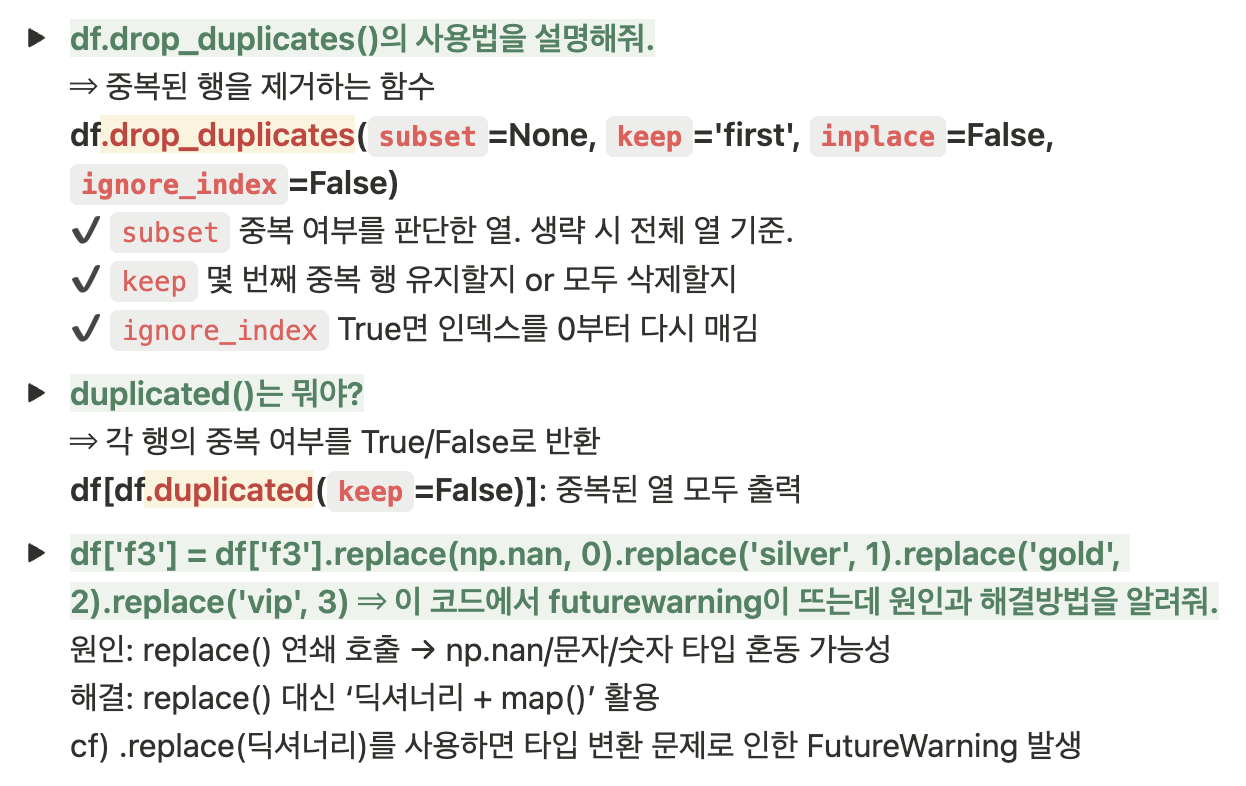 ▶ df.drop_duplicates()의 사용법을 설명해줘.
⇒ 중복된 행을 제거하는 함수
df.drop_duplicates( subset =None, keep ='first', inplace =False,
ignore_index =False)
✔ subset 중복 여부를 판단한 열. 생략 시 전체 열 기준.
✔ keep 몇 번째 중복 행 유지할지 or 모두 삭제할지
✔ ignore_index True면 인덱스를 0부터 다시 매김
▶ duplicated()는 뭐야?
⇒ 각 행의 중복 여부를 True/False로 반환
df[df.duplicated( keep =False)]: 중복된 열 모두 출력
▶ df['f3'] = df['f3'].replace(np.nan, 0).replace('silver', 1).replace('gold',
2).replace('vip', 3) ⇒ 이 코드에서 futurewarning이 뜨는데 원인과 해결방법을 알려줘.
원인: replace() 연쇄 호출 → np.nan/문자/숫자 타입 혼동 가능성
해결: replace() 대신 ‘딕셔너리 + map()’ 활용
cf) .replace(딕셔너리)를 사용하면 타입 변환 문제로 인한 FutureWarning 발생